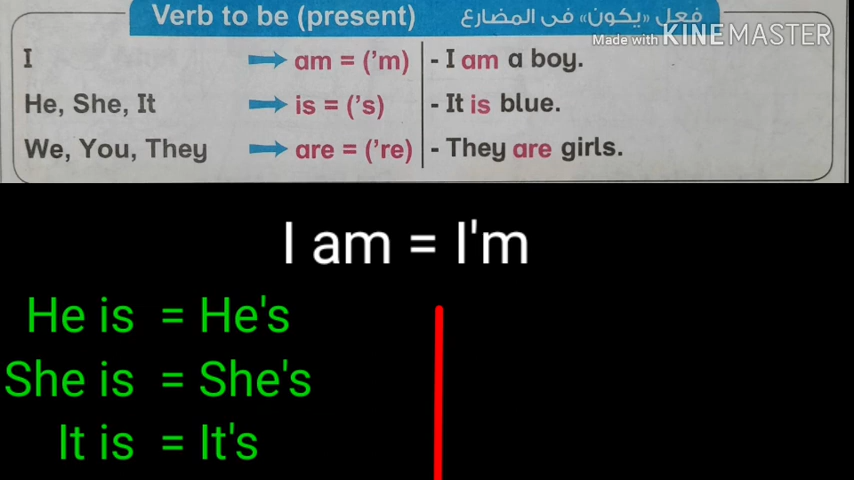 Verb to be (present) فعل «يكون» فى المضارع
Made with KINEMASTER
I am = ('m) - I am a boy.
He, She, It is = ('s) - It is blue.
We, You, They are = ('re) - They are girls.
I am = I'm
He is = He's
She is = She's
It is = It's